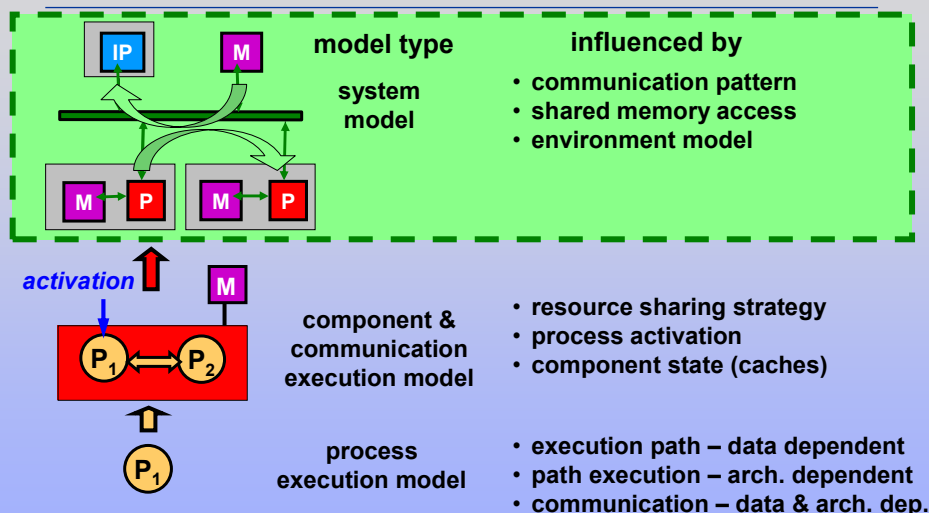 model type
influenced by
IP
M
system
model
• communication pattern
• shared memory access
• environment model
M
P
M
P
activation
M
component &
communication
execution model
• resource sharing strategy
• process activation
• component state (caches)
P1
P2
P1
process
execution model
• execution path – data dependent
• path execution – arch. dependent
• communication – data & arch. dep.